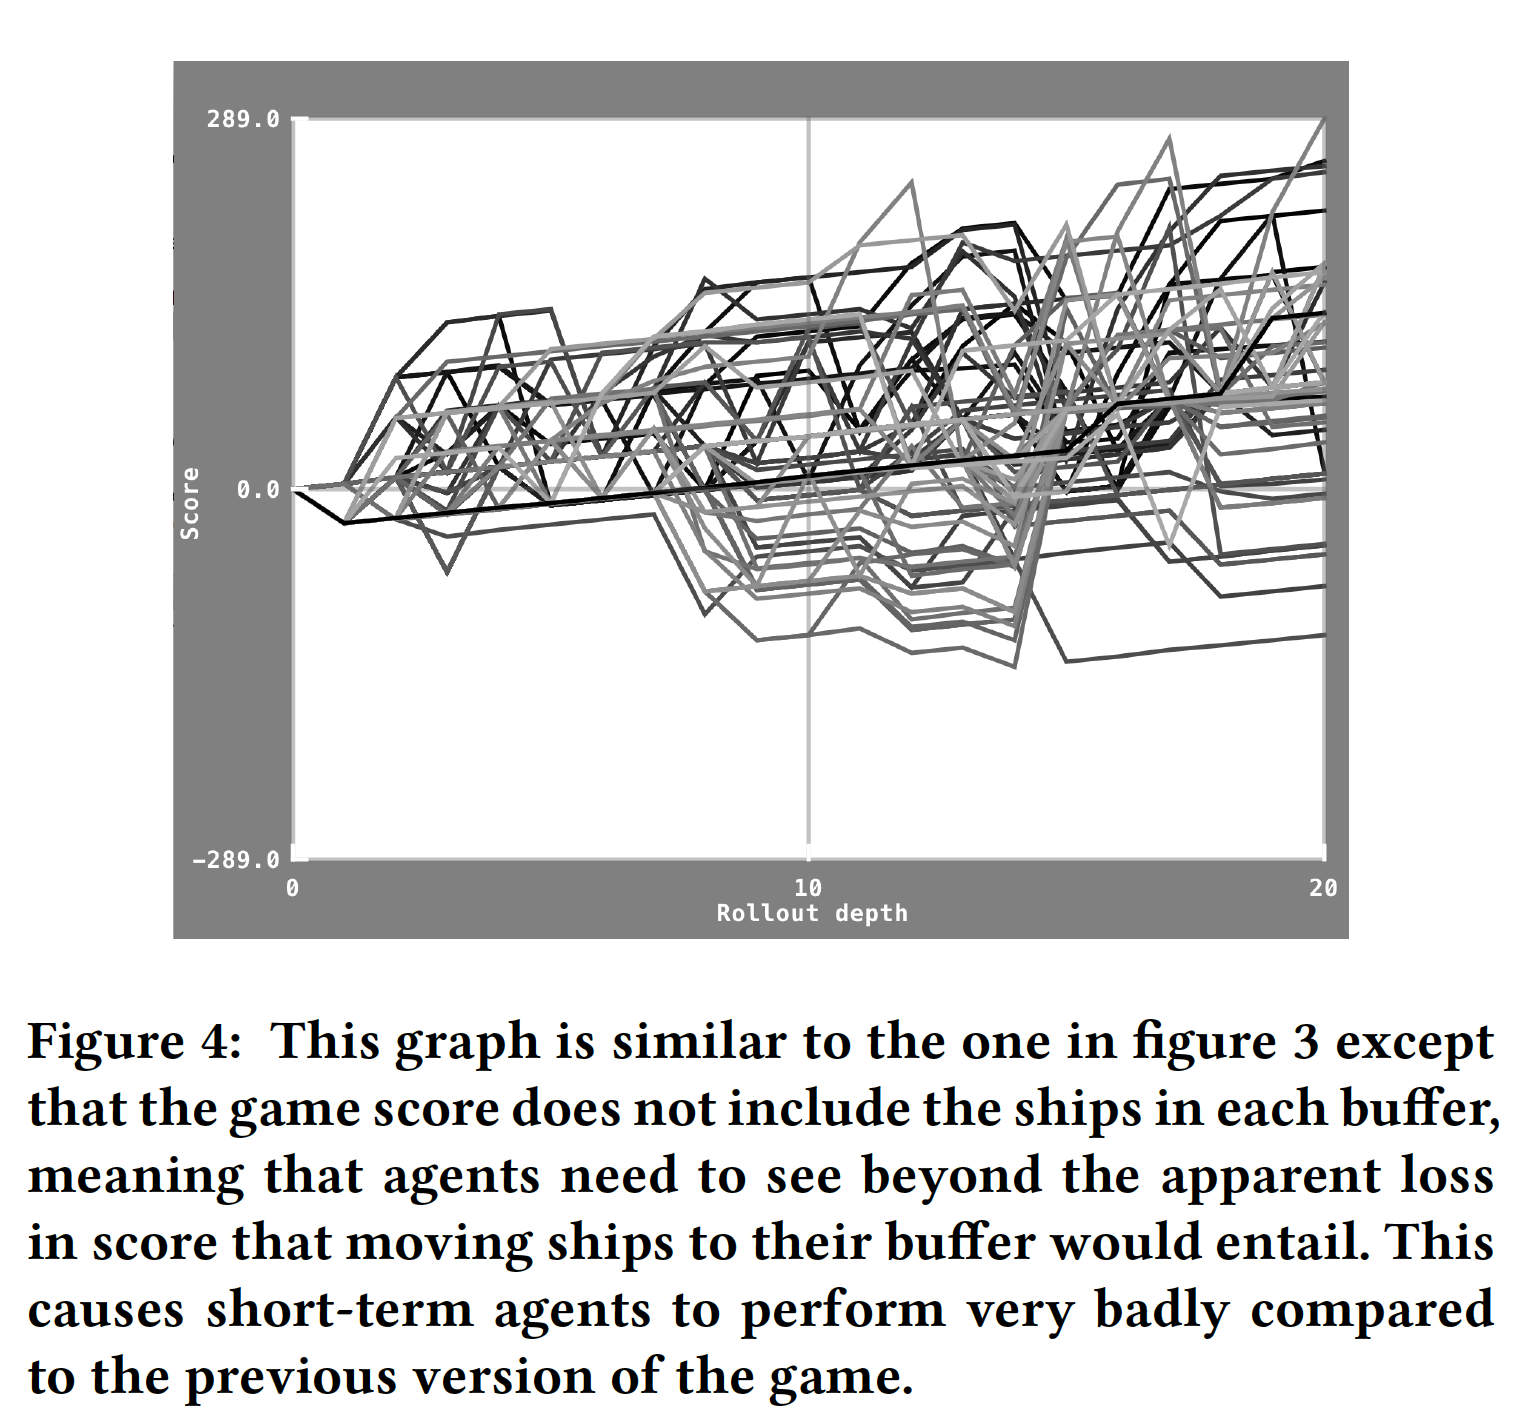 289.0
Score
0.0
−289.0
0
10
20
Rollout depth
Figure 4: This graph is similar to the one in figure 3 except
that the game score does not include the ships in each buffer,
meaning that agents need to see beyond the apparent loss
in score that moving ships to their buffer would entail. This
causes short-term agents to perform very badly compared
to the previous version of the game.